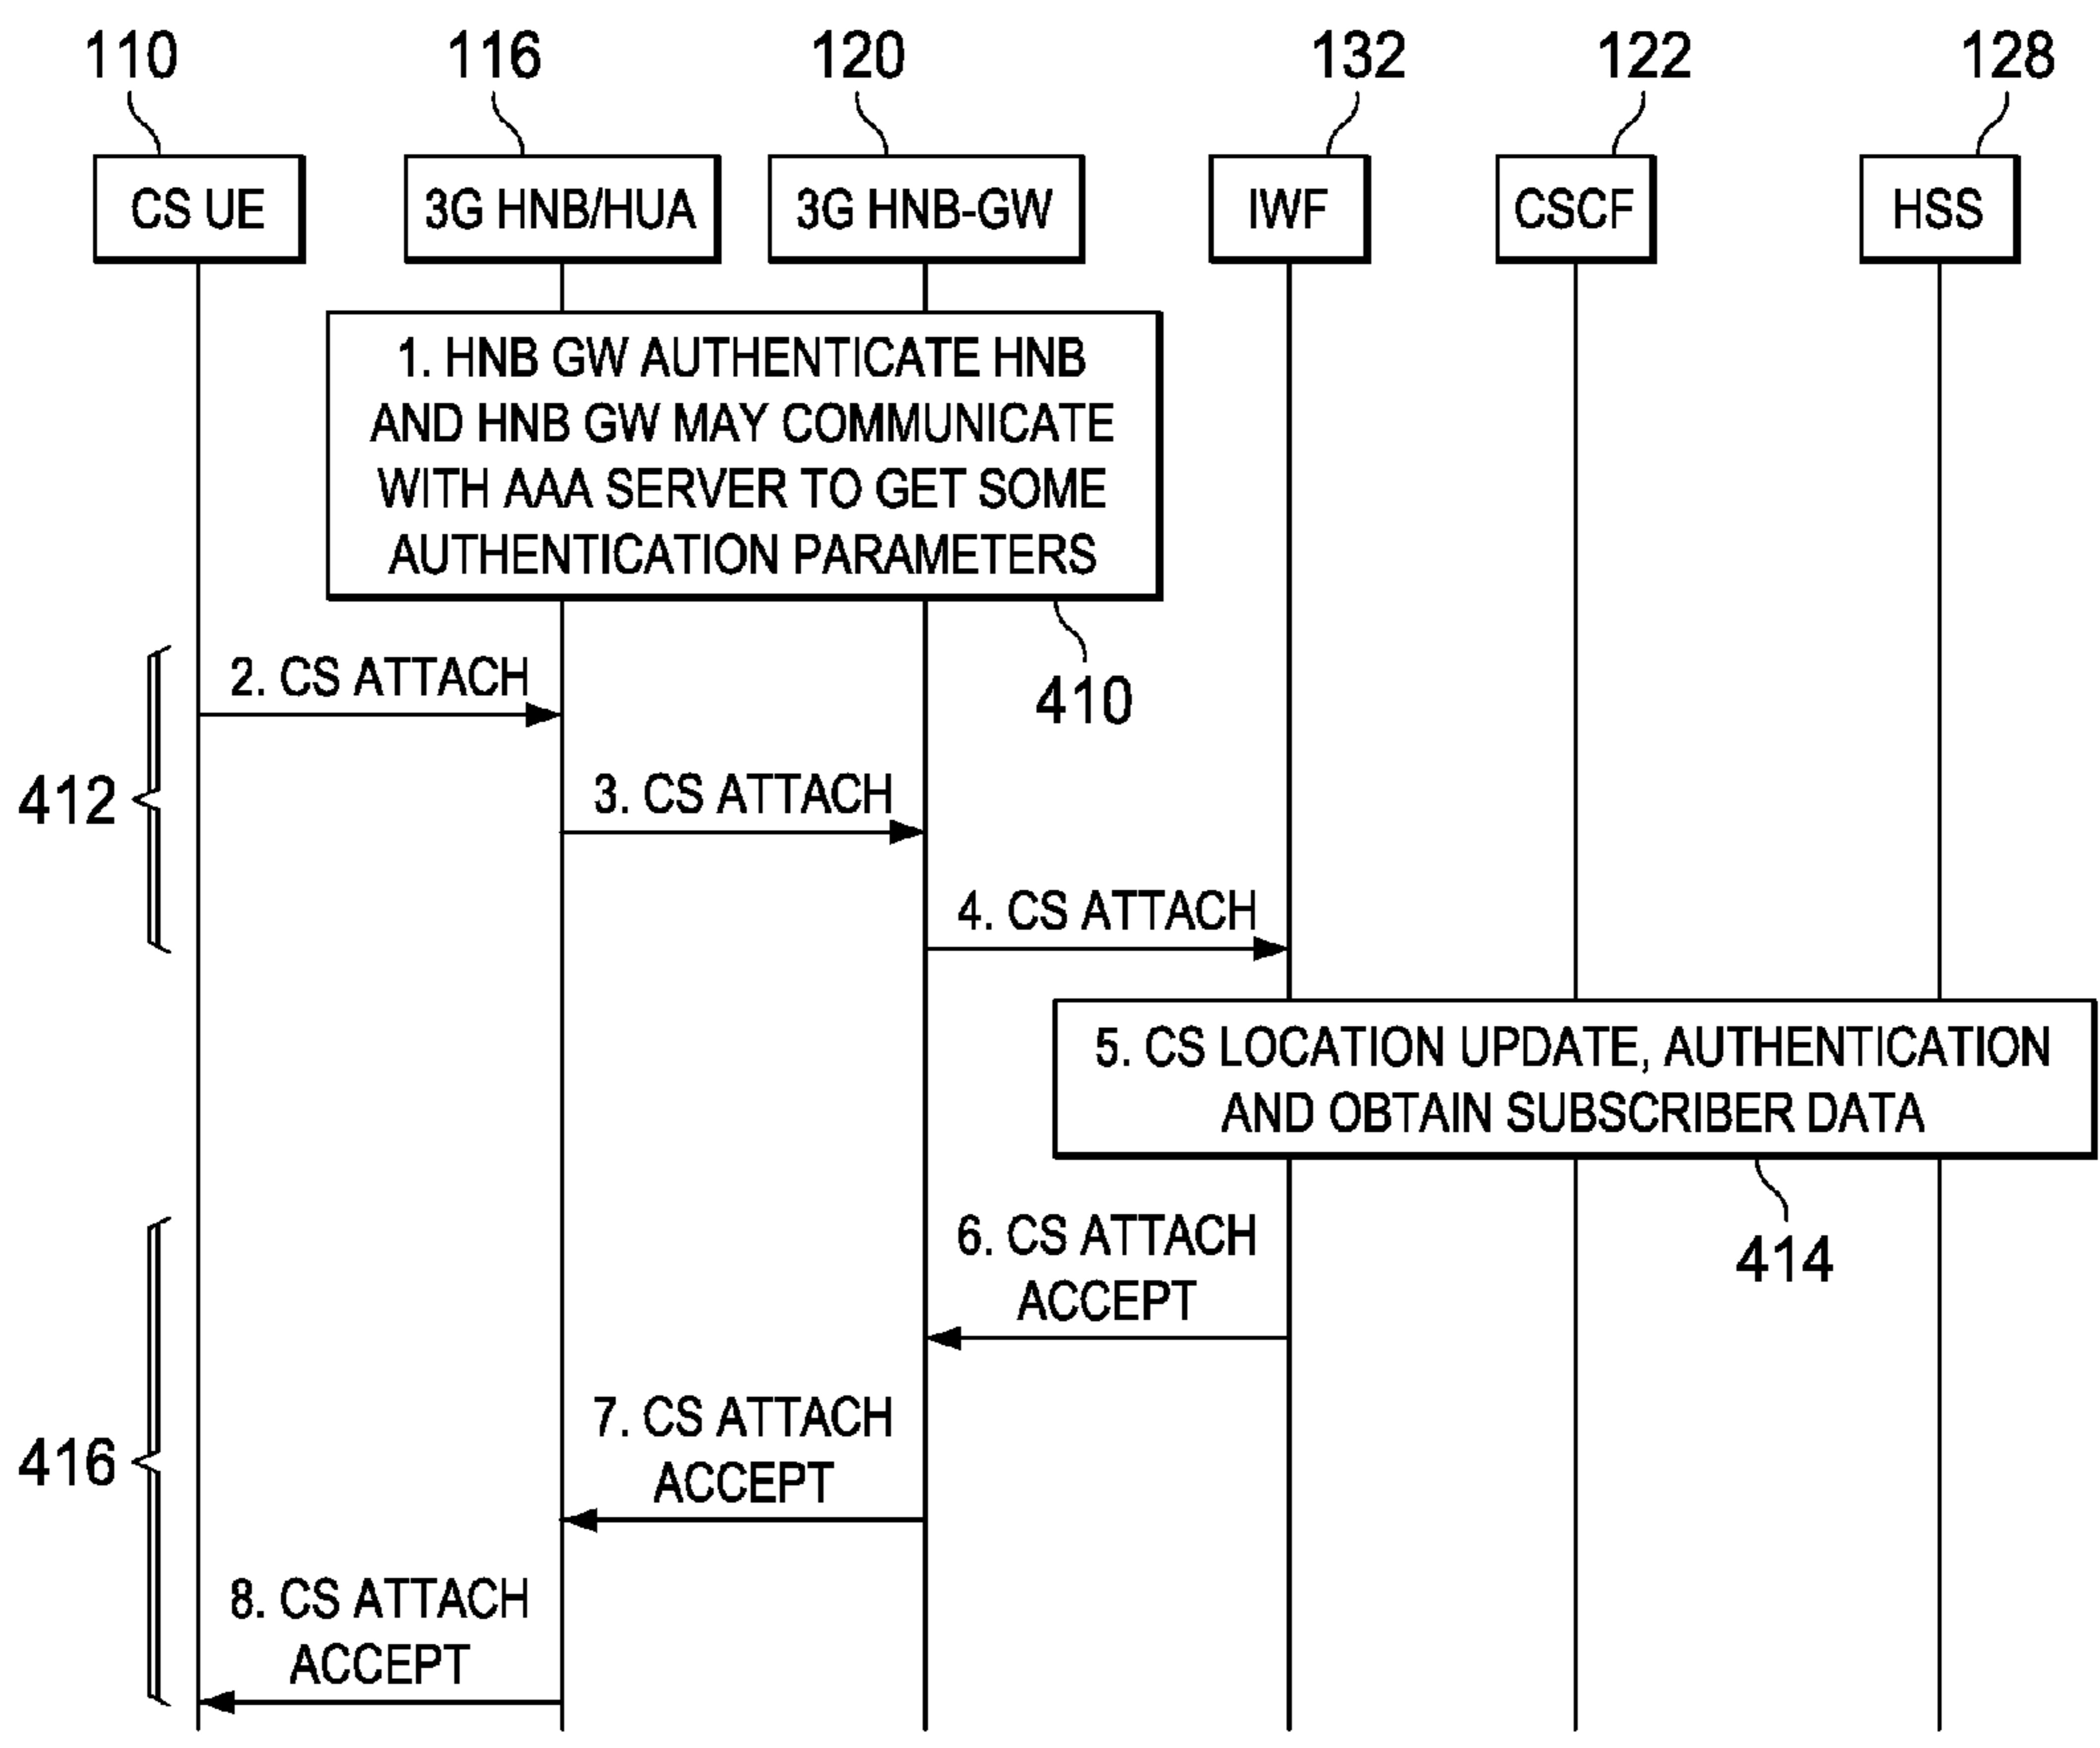 110
116
120
132
122
128
CS UE
3G HNB/HUA
3G HNB-GW
IWF
CSCF
HSS
1. HNB GW AUTHENTICATE HNB
AND HNB GW MAY COMMUNICATE
WITH AAA SERVER TO GET SOME
AUTHENTICATION PARAMETERS
410
2. CS ATTACH
412
3. CS ATTACH
4. CS ATTACH
5. CS LOCATION UPDATE, AUTHENTICATION
AND OBTAIN SUBSCRIBER DATA
414
6. CS ATTACH
ACCEPT
416
7. CS ATTACH
ACCEPT
8. CS ATTACH
ACCEPT